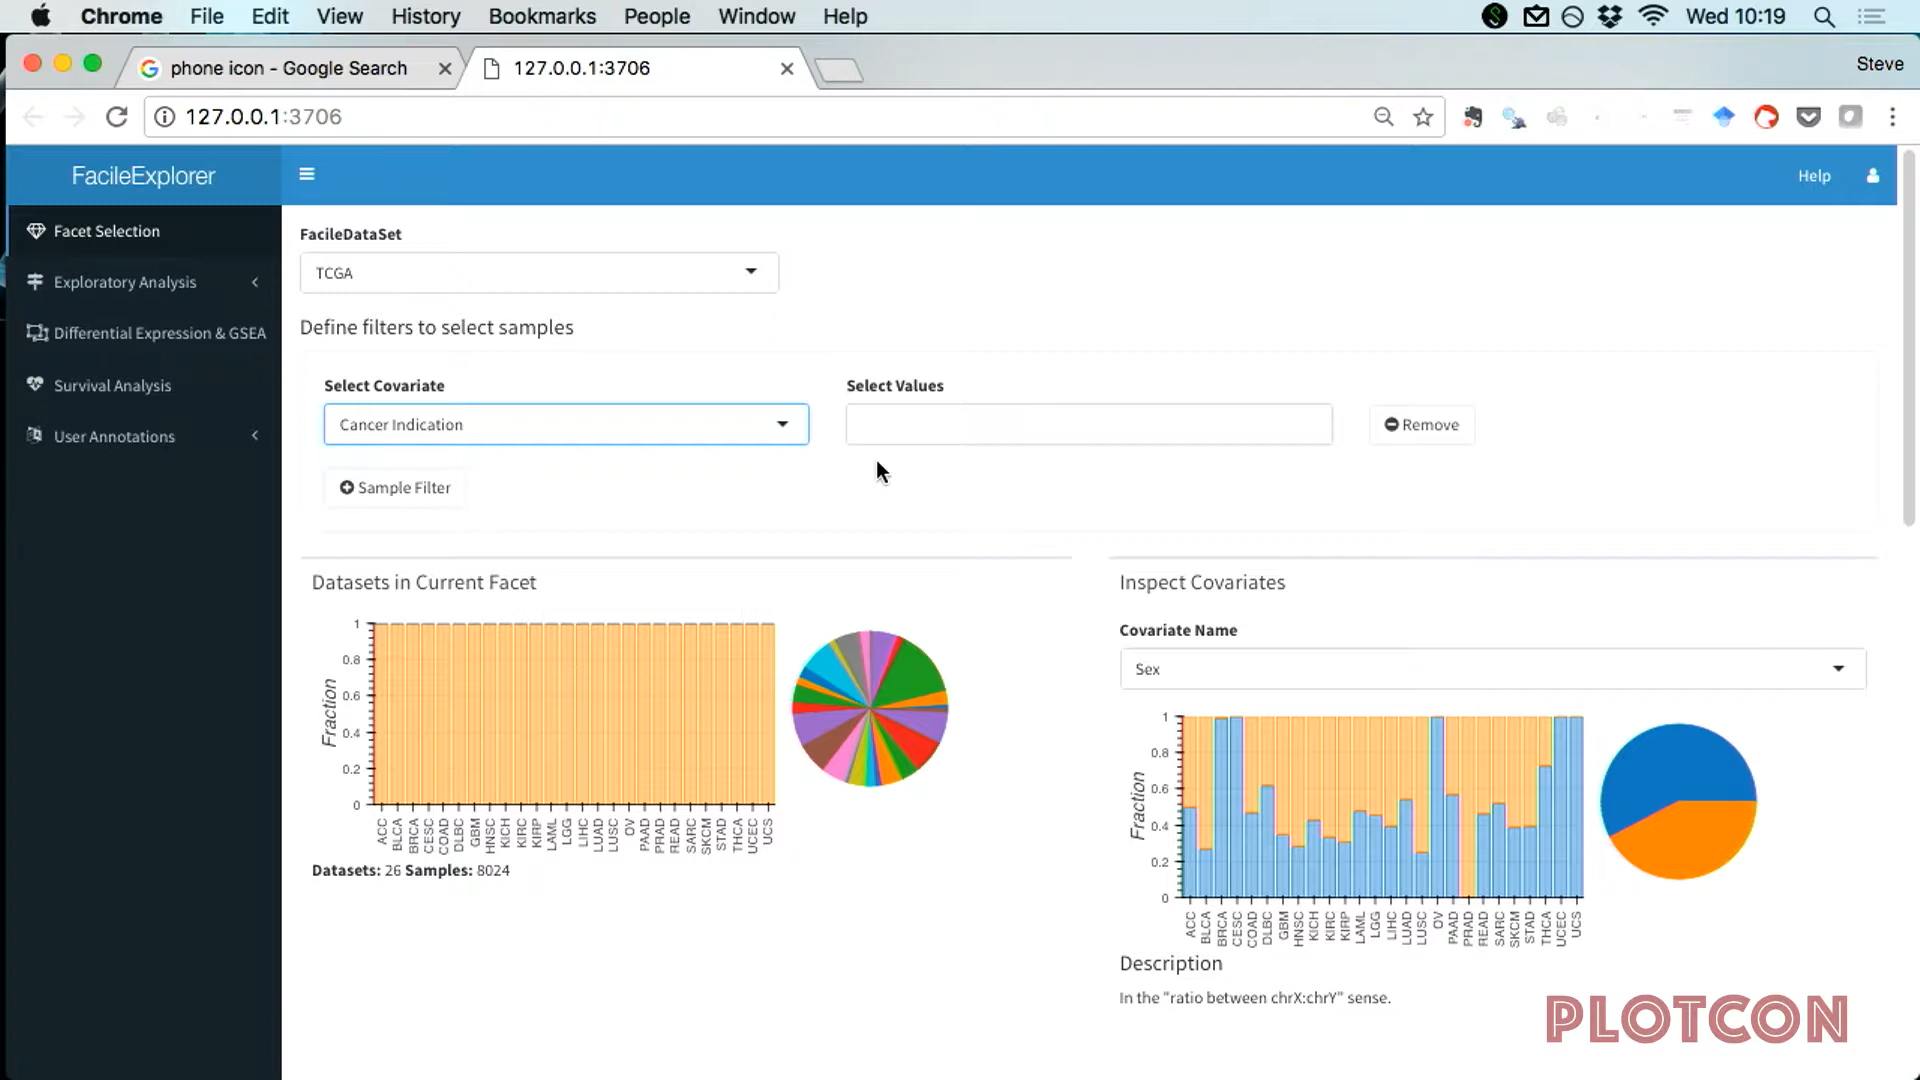 Chrome File Edit View History Bookmarks People Window Help Wed 10:19
phone icon - Google Search 127.0.0.1:3706 Steve
127.0.0.1:3706
FacileExplorer Help
Facet Selection
Exploratory Analysis
Differential Expression & GSEA
Survival Analysis
User Annotations
FacileDataSet
TCGA
Define filters to select samples
Select Covariate Select Values
Cancer Indication Remove
Sample Filter
Datasets in Current Facet
Fraction
1
0.8
0.6
0.4
0.2
0
ACC BLCA BRCA CESC COAD DLBC GBM HNSC KICH KIRC KIRP LAML LGG LIHC LUAD LUSC OV PAAD PRAD READ SARC SKCM STAD THCA UCEC UCS
Datasets: 26 Samples: 8024
Inspect Covariates
Covariate Name
Sex
Fraction
1
0.8
0.6
0.4
0.2
0
ACC BLCA BRCA CESC COAD DLBC GBM HNSC KICH KIRC KIRP LAML LGG LIHC LUAD LUSC OV PAAD PRAD READ SARC SKCM STAD THCA UCEC UCS
Description
In the "ratio between chrX:chrY" sense.
PLOTCON